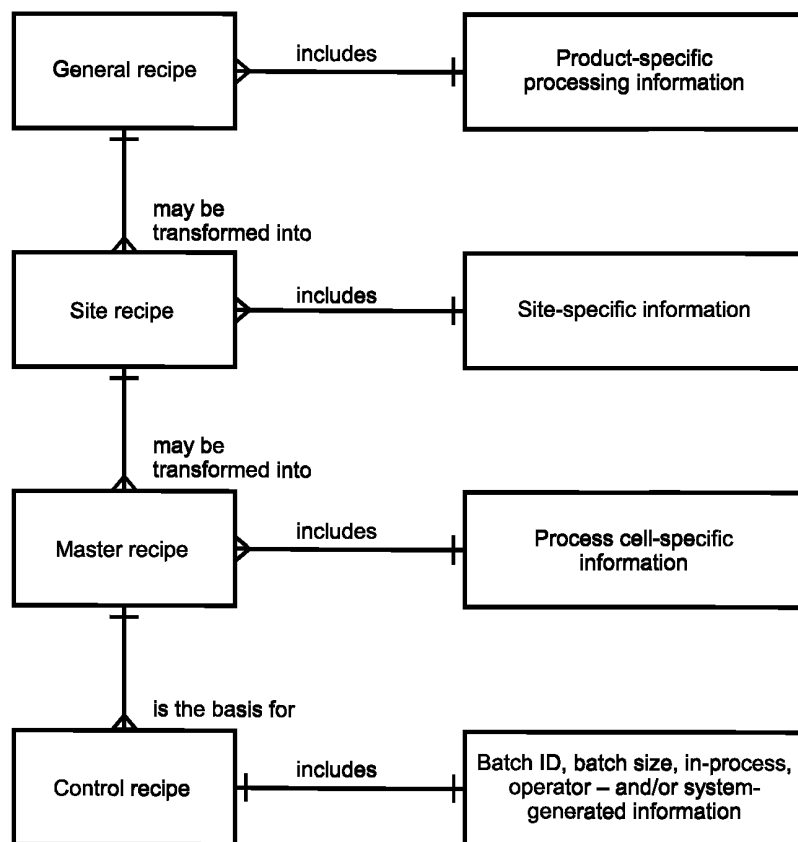 General recipe
includes
Product-specific
processing information
may be
transformed into
Site recipe
includes
Site-specific information
may be
transformed into
Master recipe
includes
Process cell-specific
information
is the basis for
Control recipe
includes
Batch ID, batch size, in-process,
operator – and/or system-
generated information